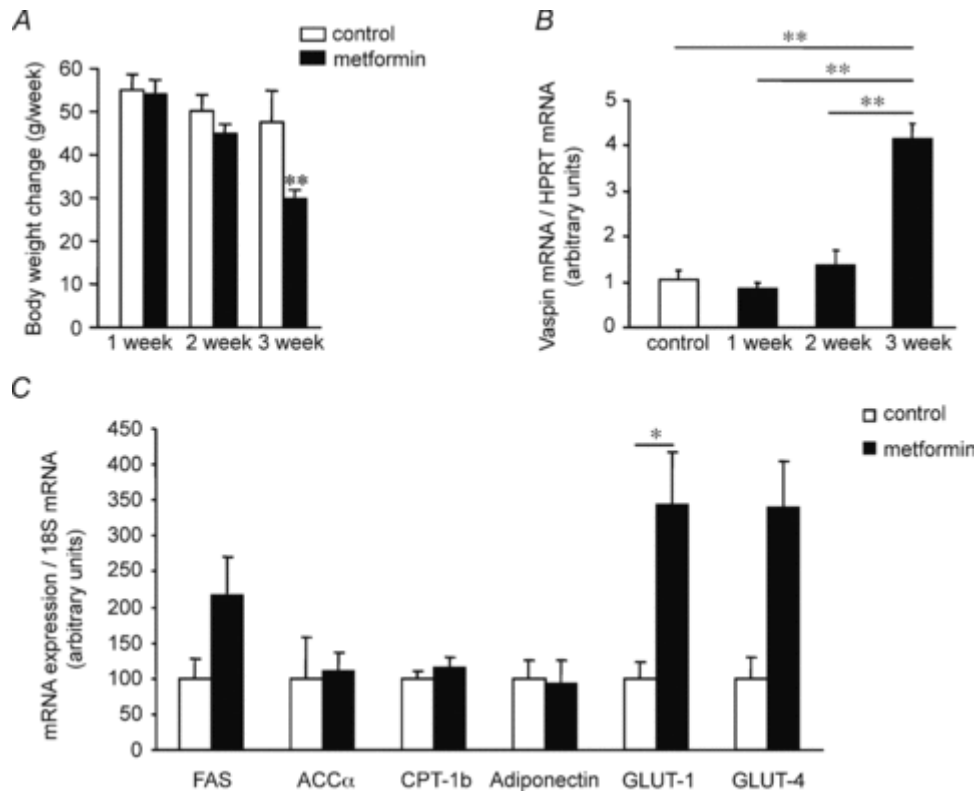 A
control
metformin
Body weight change (g/week)
60
50
40
30
20
10
0
**
1 week 2 week 3 week
B
**
**
**
Vaspin mRNA / HPRT mRNA
(arbitrary units)
5
4
3
2
1
0
control 1 week 2 week 3 week
C
control
metformin
mRNA expression / 18S mRNA
(arbitrary units)
450
400
350
300
250
200
150
100
50
0
*
FAS ACCα CPT-1b Adiponectin GLUT-1 GLUT-4